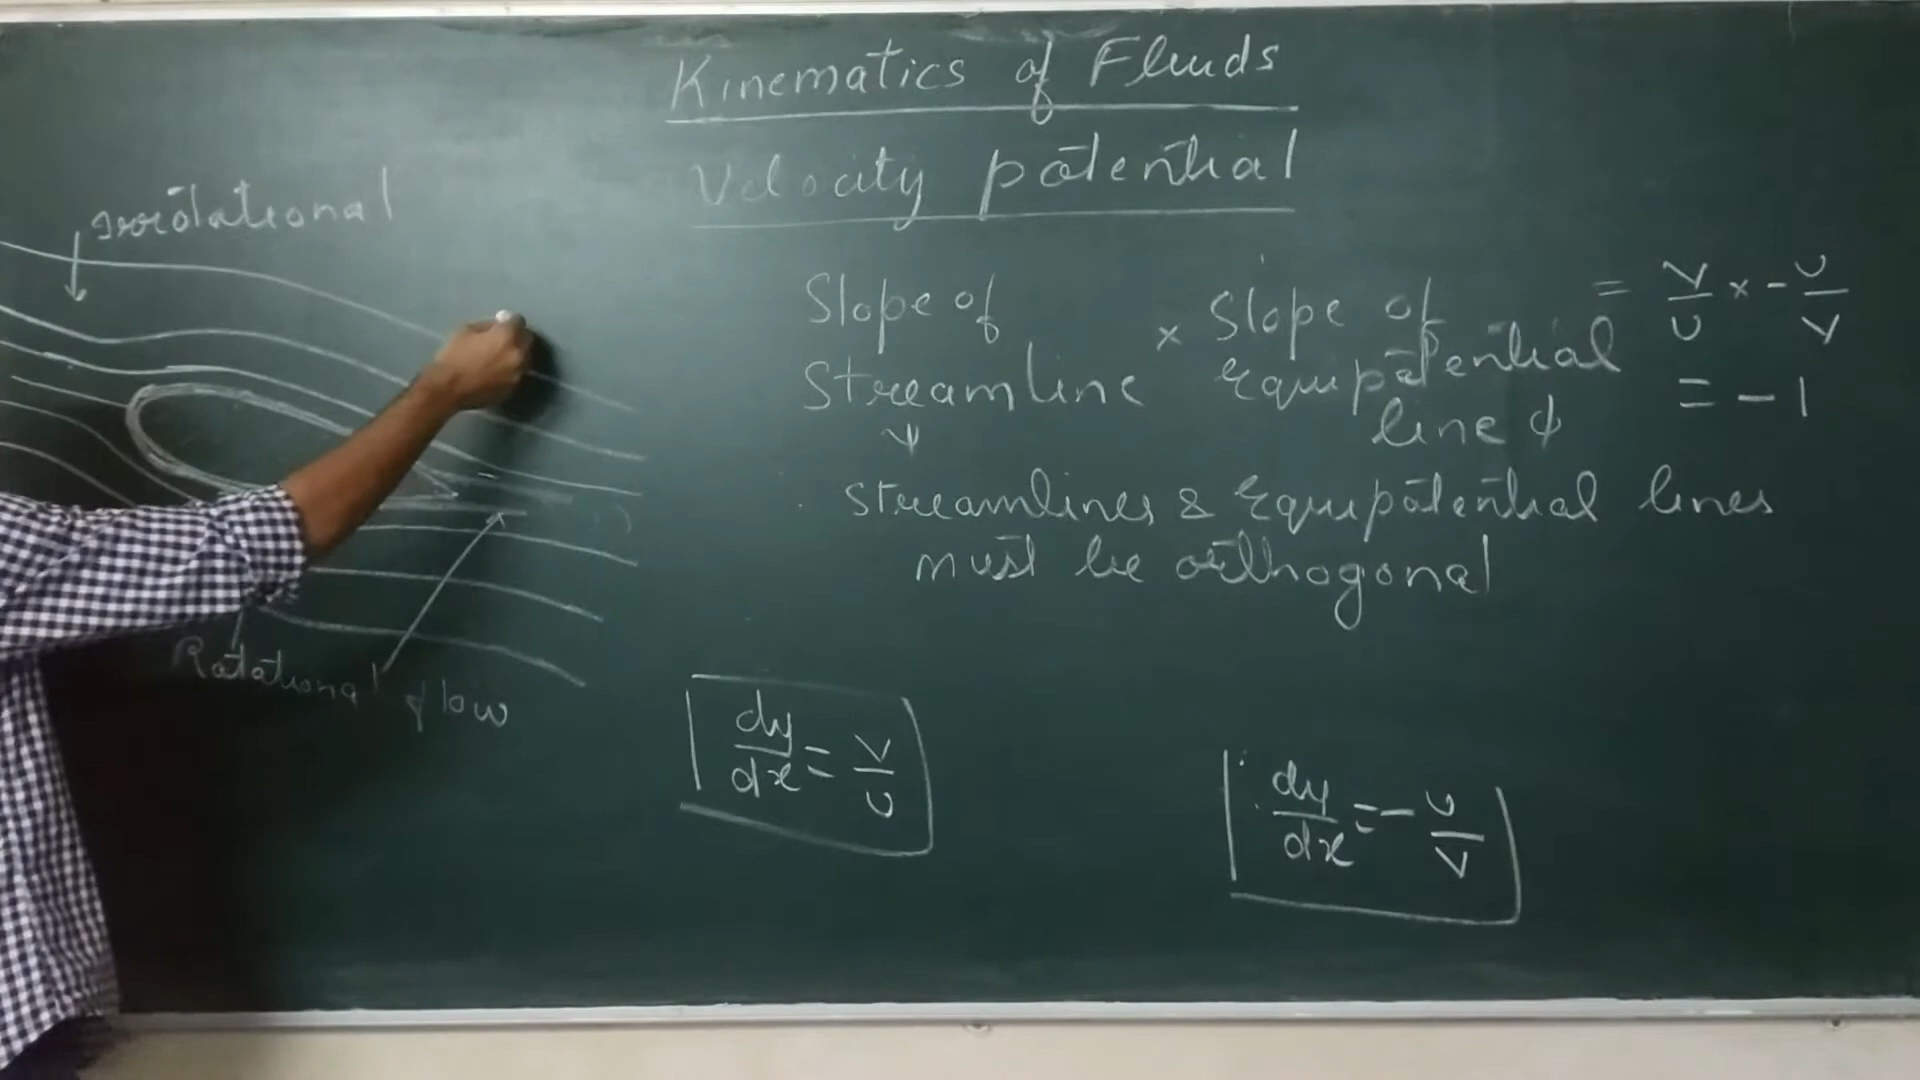 Kinematics of Fluids
Velocity potential
Irrotational
Slope of Streamline ψ × Slope of Equipotential line ϕ = V/U × - U/V
= - 1
Streamlines & Equipotential lines
must be orthogonal
Rotational flow
dy/dx = V/U
dy/dx = - U/V